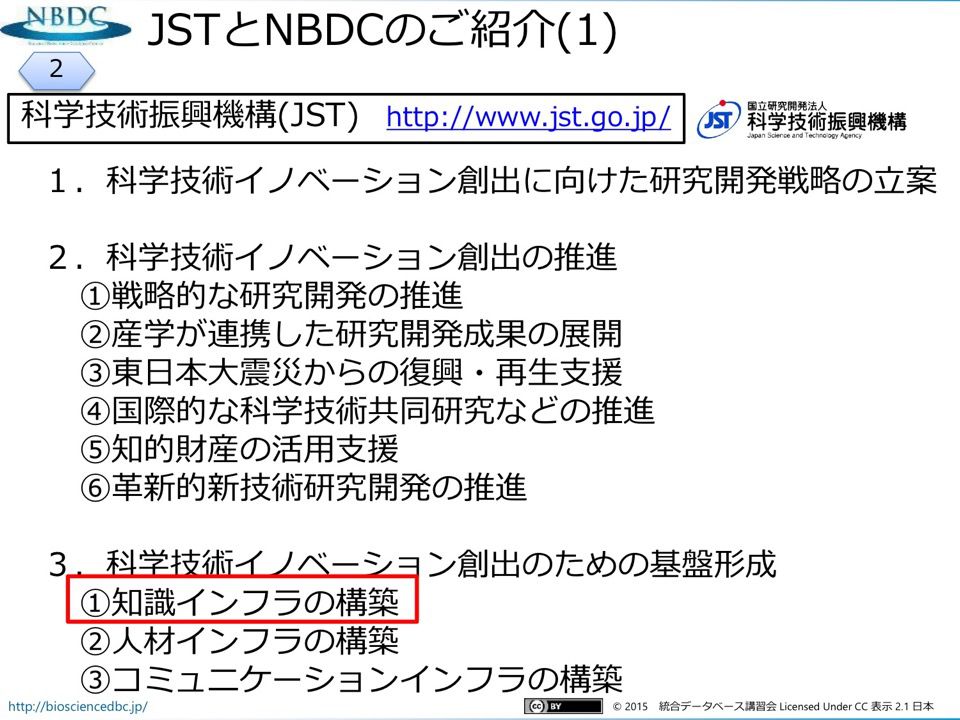 NBDC
JSTとNBDCのご紹介(1)
2
科学技術振興機構(JST) http://www.jst.go.jp/
JST
国立研究開発法人
科学技術振興機構
Japan Science and Technology Agency
１．科学技術イノベーション創出に向けた研究開発戦略の立案
２．科学技術イノベーション創出の推進
①戦略的な研究開発の推進
②産学が連携した研究開発成果の展開
③東日本大震災からの復興・再生支援
④国際的な科学技術共同研究などの推進
⑤知的財産の活用支援
⑥革新的新技術研究開発の推進
３．科学技術イノベーション創出のための基盤形成
①知識インフラの構築
②人材インフラの構築
③コミュニケーションインフラの構築
http://biosciencedbc.jp/
cc BY
© 2015 統合データベース講習会 Licensed Under CC 表示 2.1 日本